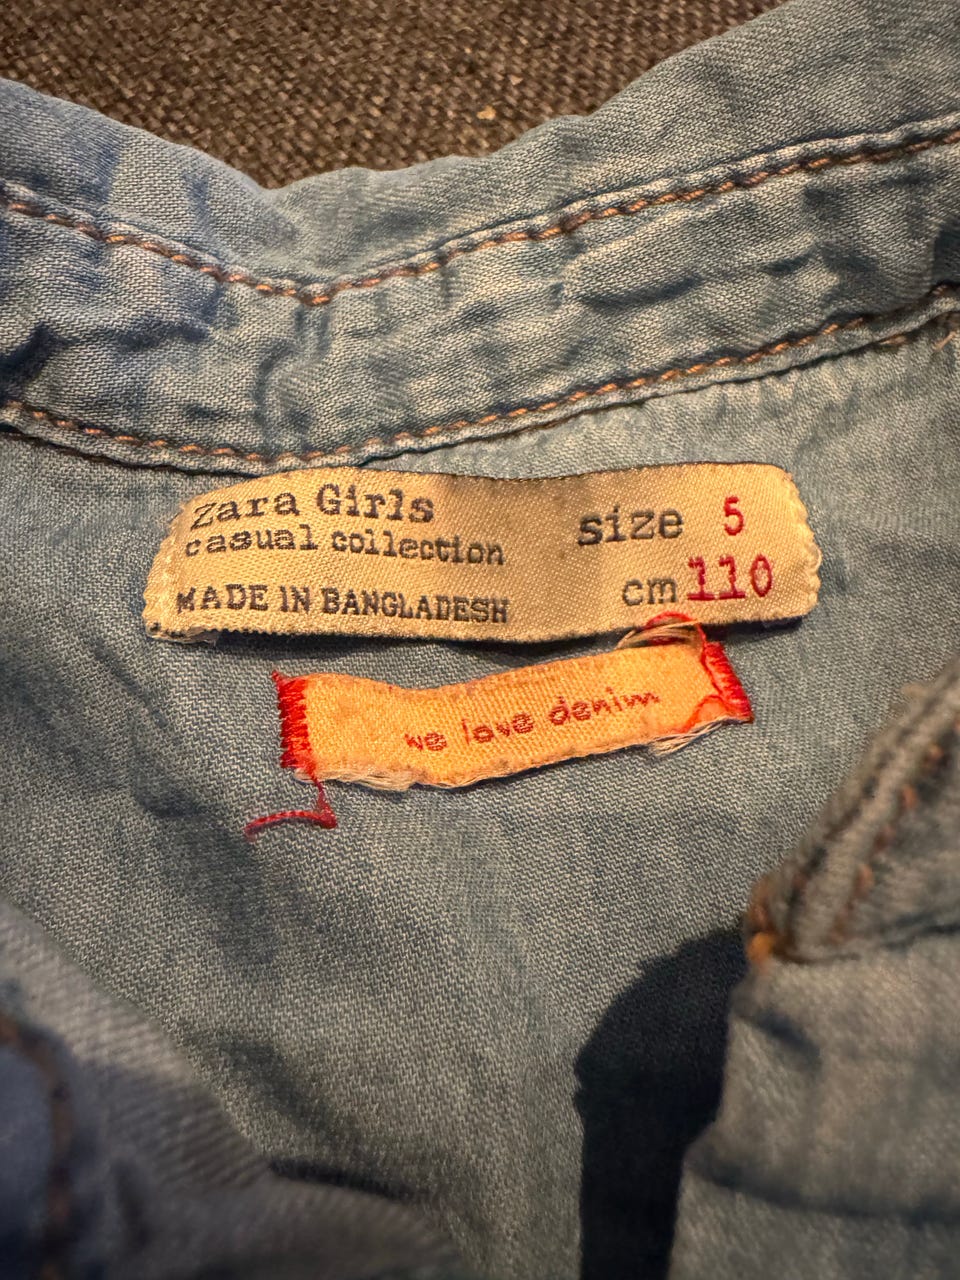 Zara Girls
casual collection
MADE IN BANGLADESH
size 5
cm 110
we love denim